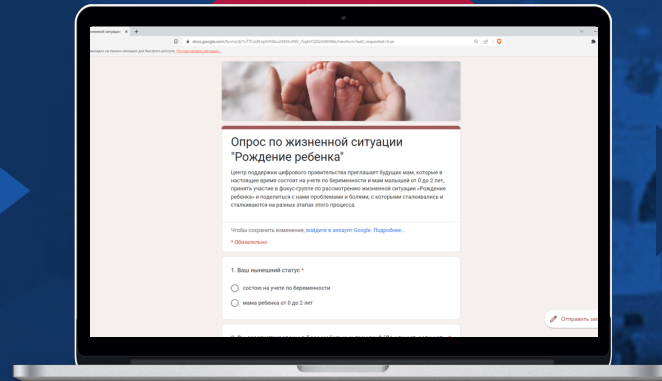 Опрос по жизненной ситуации
"Рождение ребенка"
Центр поддержки цифрового правительства приглашает будущих мам, которые в
настоящее время состоят на учете по беременности и мам малышей от 0 до 2 лет,
принять участие в фокус-группе по рассмотрению жизненной ситуации «Рождение
ребенка» и поделиться с нами проблемами и болями, с которыми сталкивались и
сталкиваются на разных этапах этого процесса.
Чтобы сохранить изменение, войдите в аккаунт Google. Подробнее...
* Обязательно
1. Ваш нынешний статус *
состою на учете по беременности
мама ребенка от 0 до 2 лет
Отправить